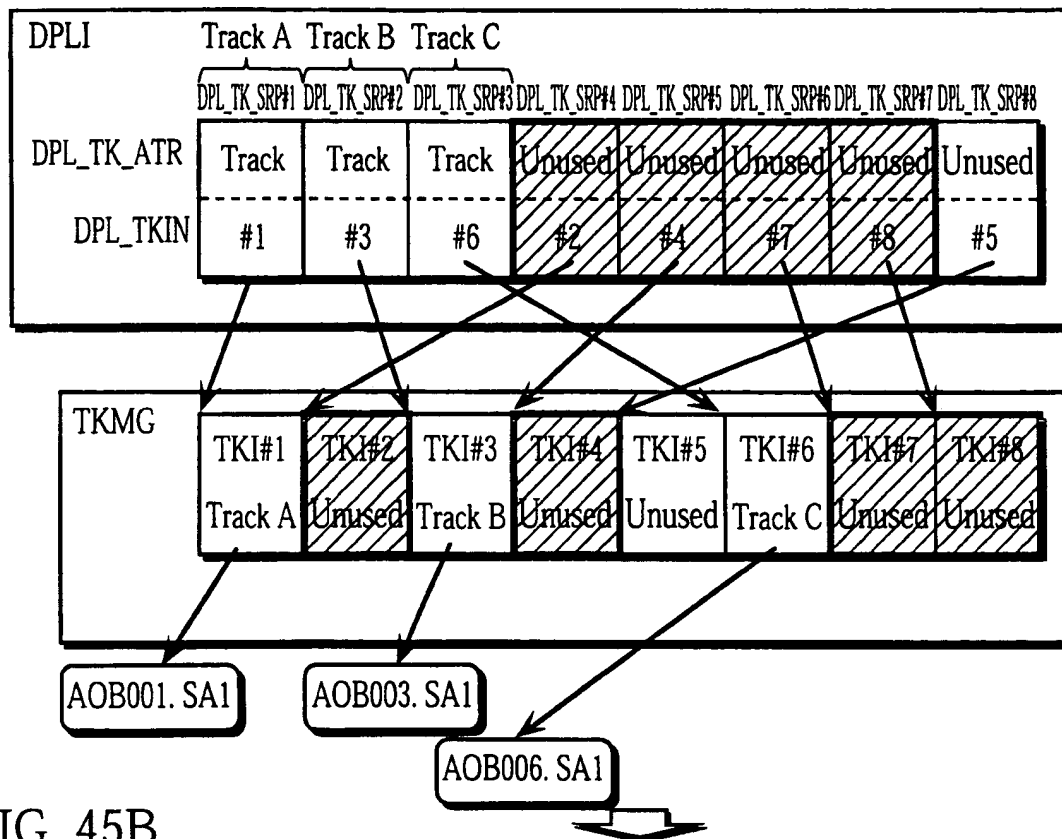 DPLI Track A Track B Track C
DPL_TK_SRP#1 DPL_TK_SRP#2 DPL_TK_SRP#3 DPL_TK_SRP#4 DPL_TK_SRP#5 DPL_TK_SRP#6 DPL_TK_SRP#7 DPL_TK_SRP#8
DPL_TK_ATR Track Track Track Unused Unused Unused Unused Unused
DPL_TKIN #1 #3 #6 #2 #4 #7 #8 #5
TKMG
TKI#1 TKI#2 TKI#3 TKI#4 TKI#5 TKI#6 TKI#7 TKI#8
Track A Unused Track B Unused Unused Track C Unused Unused
AOB001. SA1 AOB003. SA1
AOB006. SA1
IG. 45B